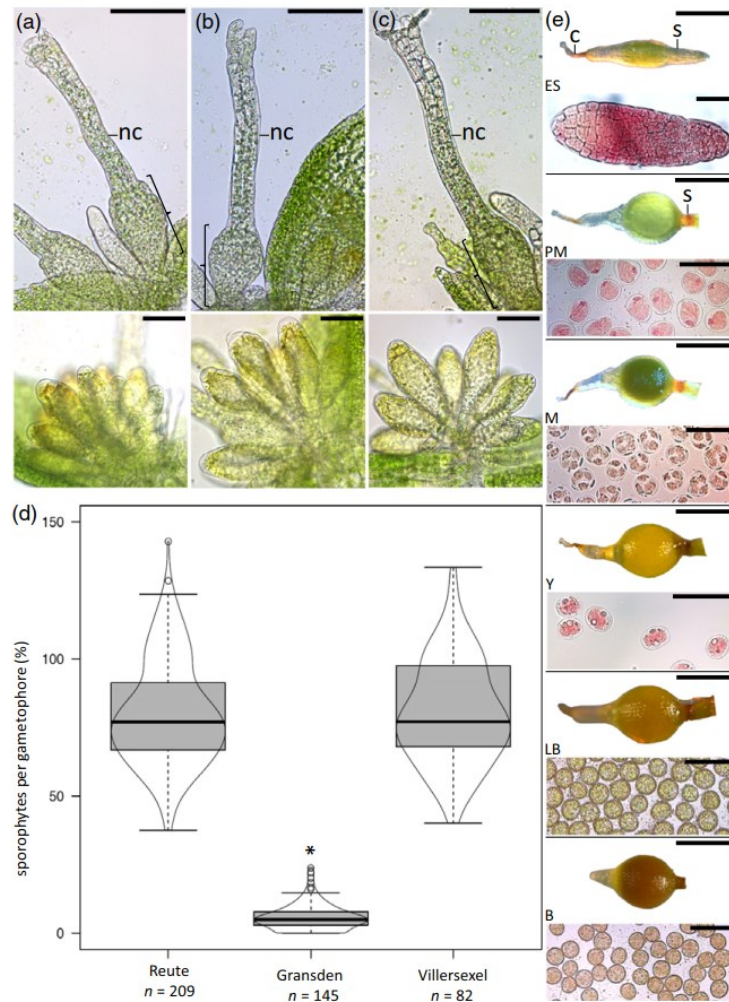 (a)
(b)
(c)
(e)
nc
nc
nc
c
s
ES
s
PM
M
Y
LB
B
(d)
sporophytes per gametophore (%)
150
100
50
0
*
Reute
n = 209
Gransden
n = 145
Villersexel
n = 82